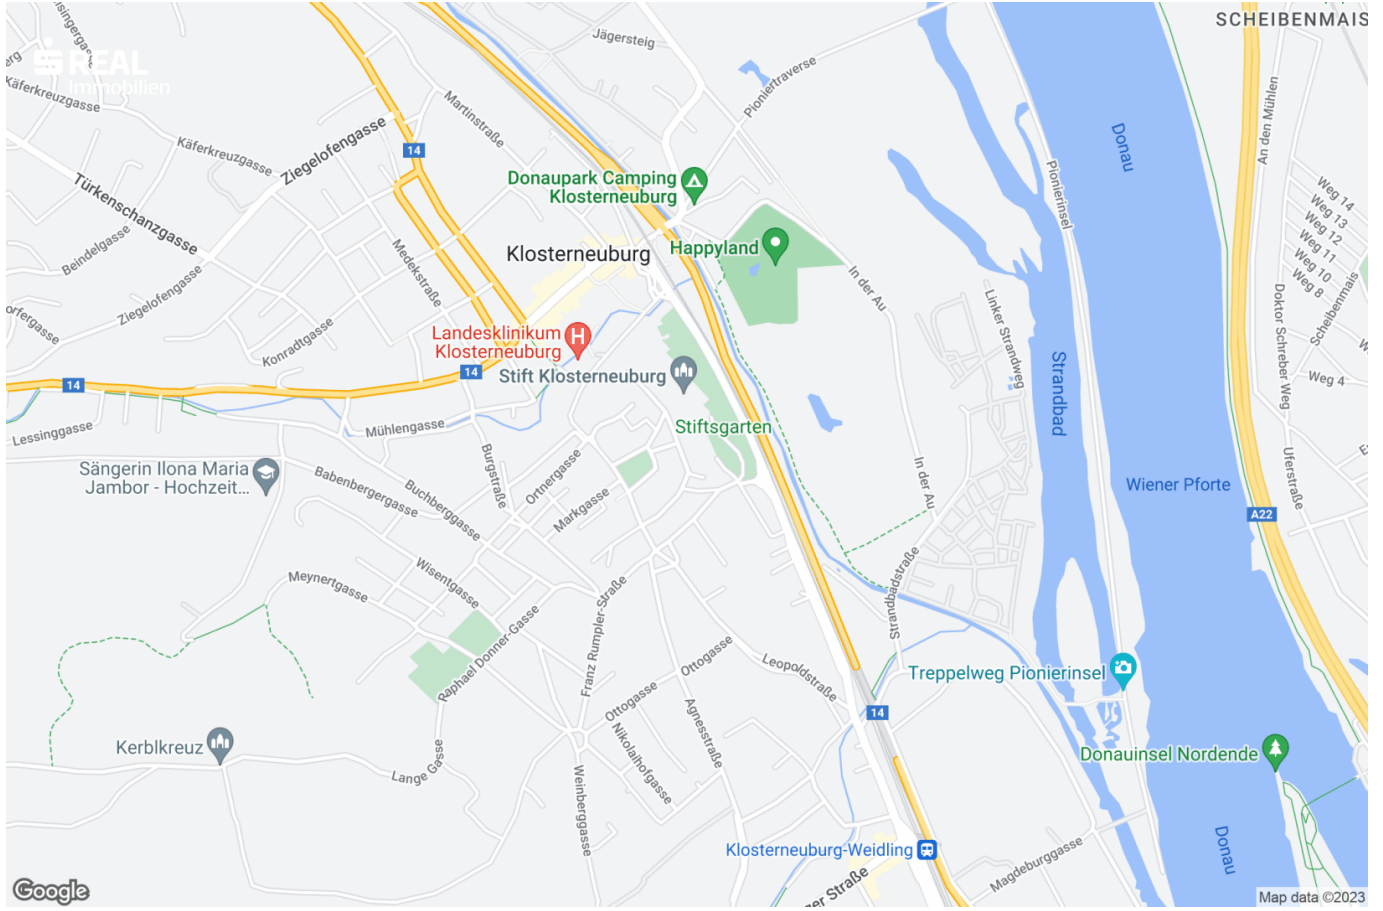 SCHEIBENMAIS
REAL
Immobilien
Jägersteig
Pioniertraverse
Käferkreuzgasse
Martinstraße
An den Mühlen
Donau
Käferkreuzgasse
Ziegelofengasse
14
Donaupark Camping
Klosterneuburg
Pionierinsel
Türkenschanzgasse
Weg 14
Weg 13
Weg 12
Weg 11
Weg 10
Weg 8
Beindelgasse
Medekstraße
Klosterneuburg
Happyland
In der Au
Ziegelofengasse
Linker Strandweg
Doktor Schreber Weg
Scheibenmais
Konradtgasse
Landesklinikum
Klosterneuburg
H
14
14
Stift Klosterneuburg
Strandbad
Weg 4
Lessinggasse
Mühlengasse
Stiftsgarten
Sängerin Ilona Maria
Jambor - Hochzeit...
Babenbergergasse
Buchberggasse
Burgstraße
Ortnergasse
Markgasse
In der Au
Wiener Pforte
Uferstraße
A22
Meynertgasse
Wisentgasse
Franz Rumpler-Straße
Strandbadstraße
Raphael Donner-Gasse
Ottogasse
Leopoldstraße
Treppelweg Pionierinsel
Ottogasse
14
Agnesstraße
Nikolaihofgasse
Kerblkreuz
Lange Gasse
Weinberggasse
Donauinsel Nordende
Klosterneuburg-Weidling
Donau
Magdeburggasse
zer Straße
Google
Map data ©2023